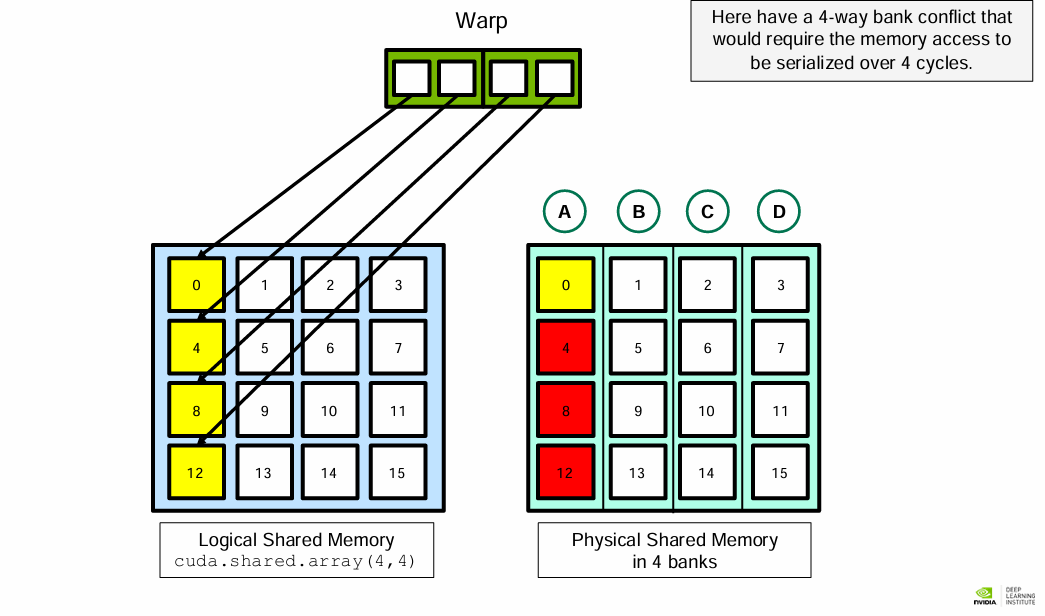 Warp
Here have a 4-way bank conflict that
would require the memory access to
be serialized over 4 cycles.
A B C D
0 1 2 3
4 5 6 7
8 9 10 11
12 13 14 15
Logical Shared Memory
cuda.shared.array(4,4)
0 1 2 3
4 5 6 7
8 9 10 11
12 13 14 15
Physical Shared Memory
in 4 banks
NVIDIA
DEEP
LEARNING
INSTITUTE